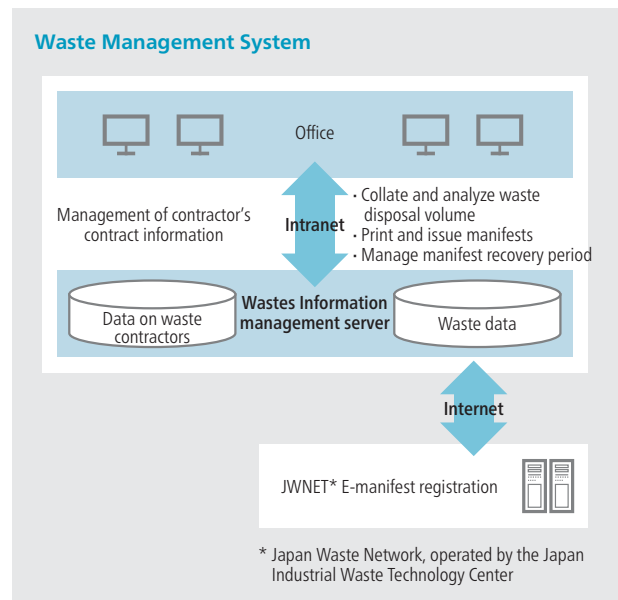 Waste Management System
Office
Management of contractor's
contract information
Intranet
· Collate and analyze waste
disposal volume
· Print and issue manifests
· Manage manifest recovery period
Data on waste
contractors
Wastes Information
management server
Waste data
Internet
JWNET* E-manifest registration
* Japan Waste Network, operated by the Japan
Industrial Waste Technology Center